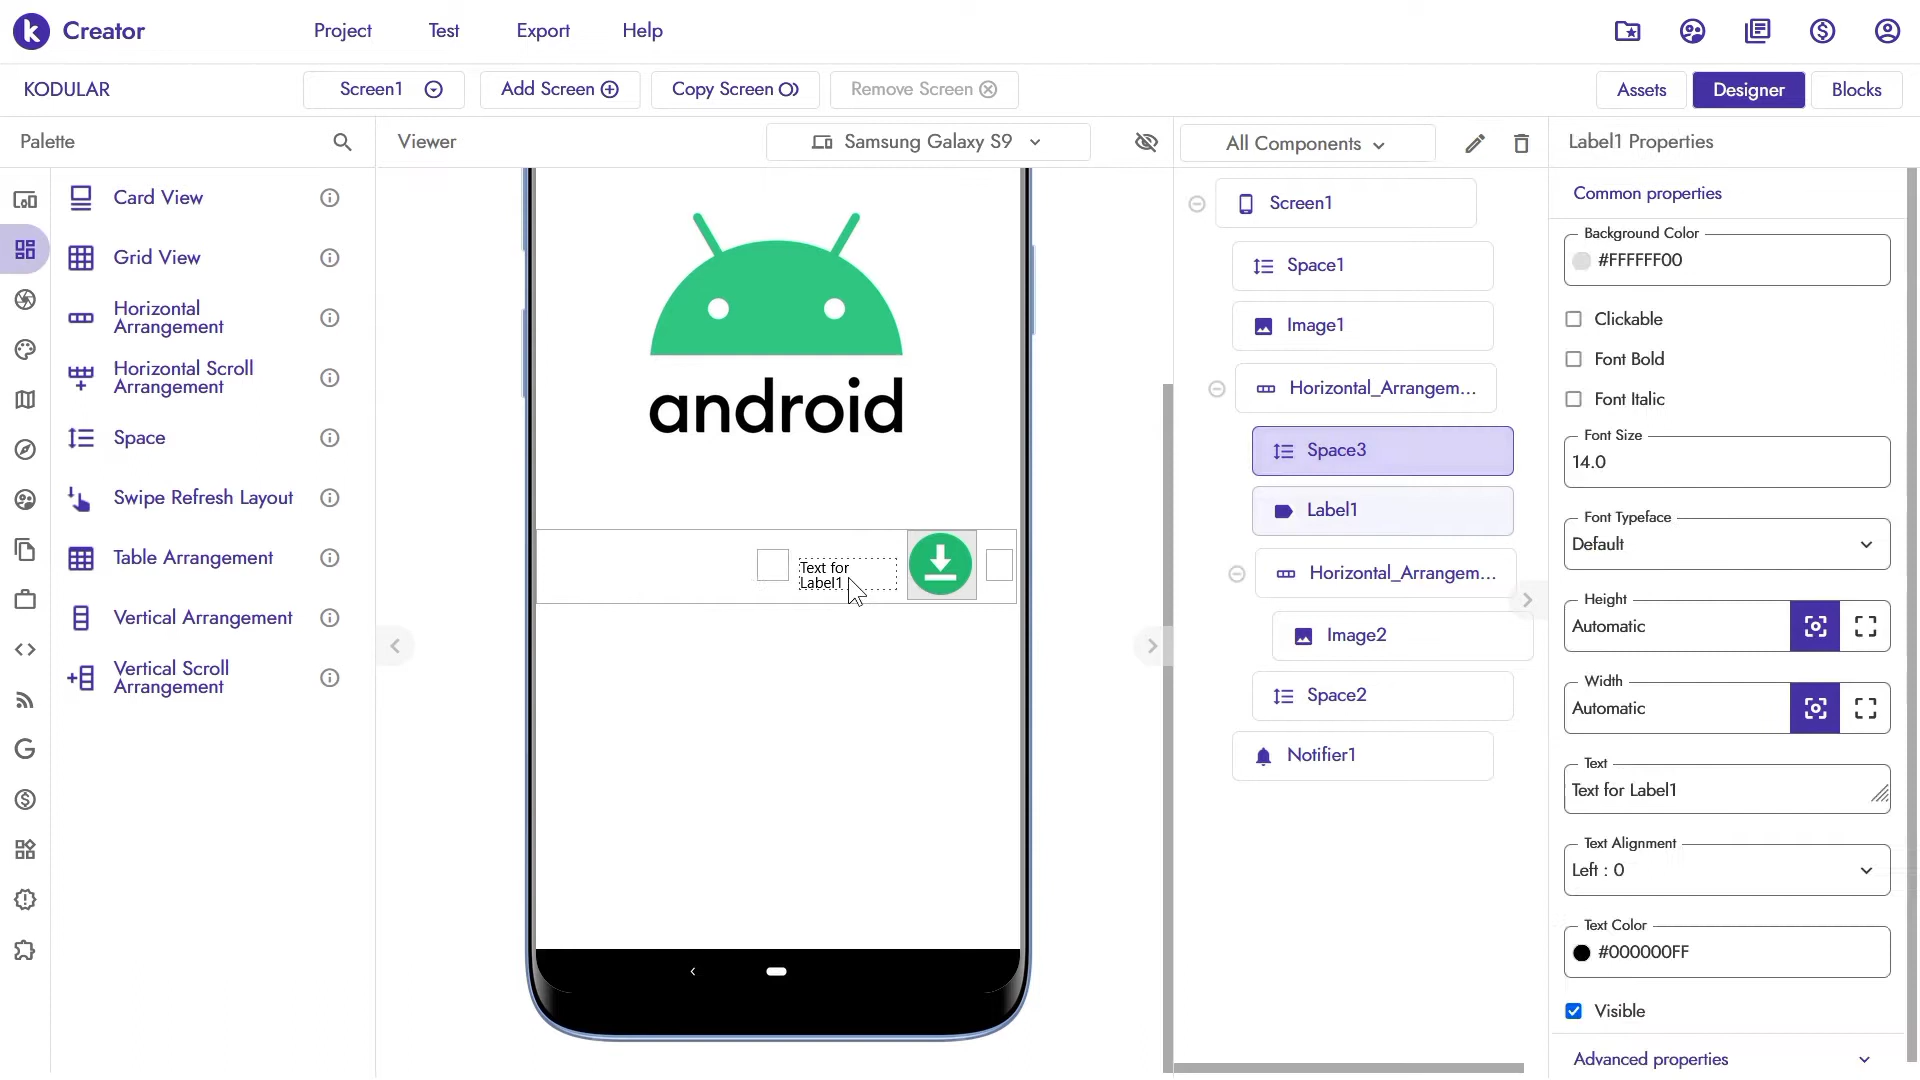 Creator
Project
Test
Export
Help
KODULAR
Screen1
Add Screen
Copy Screen
Remove Screen
Assets
Designer
Blocks
Palette
Viewer
Samsung Galaxy S9
All Components
Label1 Properties
Card View
Grid View
Horizontal
Arrangement
Horizontal Scroll
Arrangement
Space
Swipe Refresh Layout
Table Arrangement
Vertical Arrangement
Vertical Scroll
Arrangement
android
Text for
Label1
Screen1
Space1
Image1
Horizontal_Arrangem...
Space3
Label1
Horizontal_Arrangem...
Image2
Space2
Notifier1
Common properties
Background Color
#FFFFFF00
Clickable
Font Bold
Font Italic
Font Size
14.0
Font Typeface
Default
Height
Automatic
Width
Automatic
Text
Text for Label1
Text Alignment
Left : 0
Text Color
#000000FF
Visible
Advanced properties